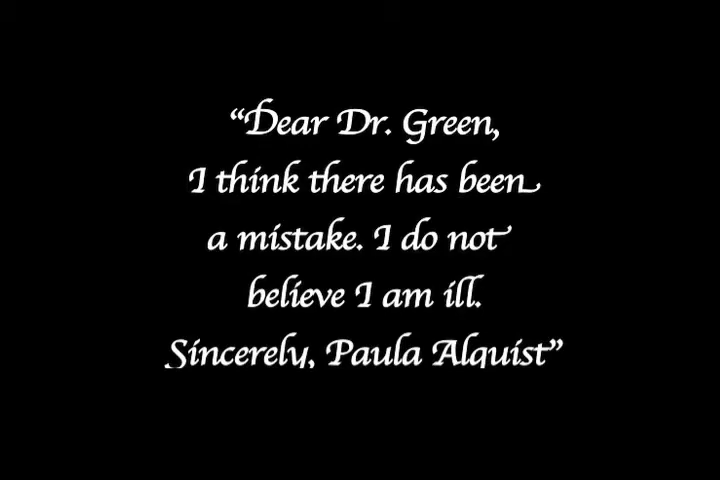 “Dear Dr. Green,
I think there has been
a mistake. I do not
believe I am ill.
Sincerely, Paula Alquist”